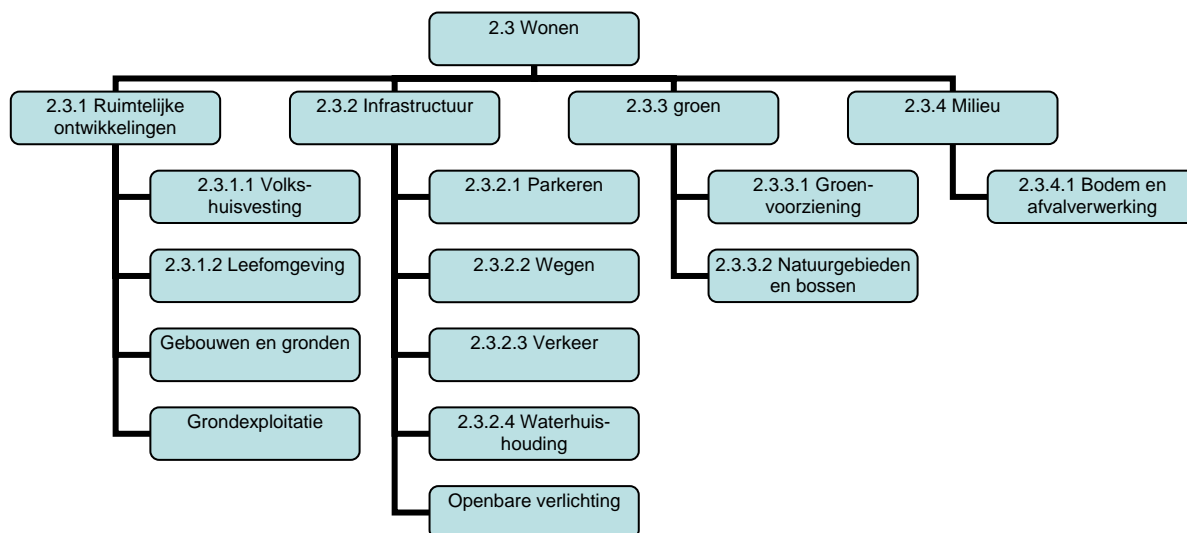 2.3 Wonen
2.3.1 Ruimtelijke
ontwikkelingen
2.3.2 Infrastructuur
2.3.3 groen
2.3.4 Milieu
2.3.1.1 Volks-
huisvesting
2.3.2.1 Parkeren
2.3.3.1 Groen-
voorziening
2.3.4.1 Bodem en
afvalverwerking
2.3.1.2 Leefomgeving
2.3.2.2 Wegen
2.3.3.2 Natuurgebieden
en bossen
Gebouwen en gronden
2.3.2.3 Verkeer
Grondexploitatie
2.3.2.4 Waterhuis-
houding
Openbare verlichting